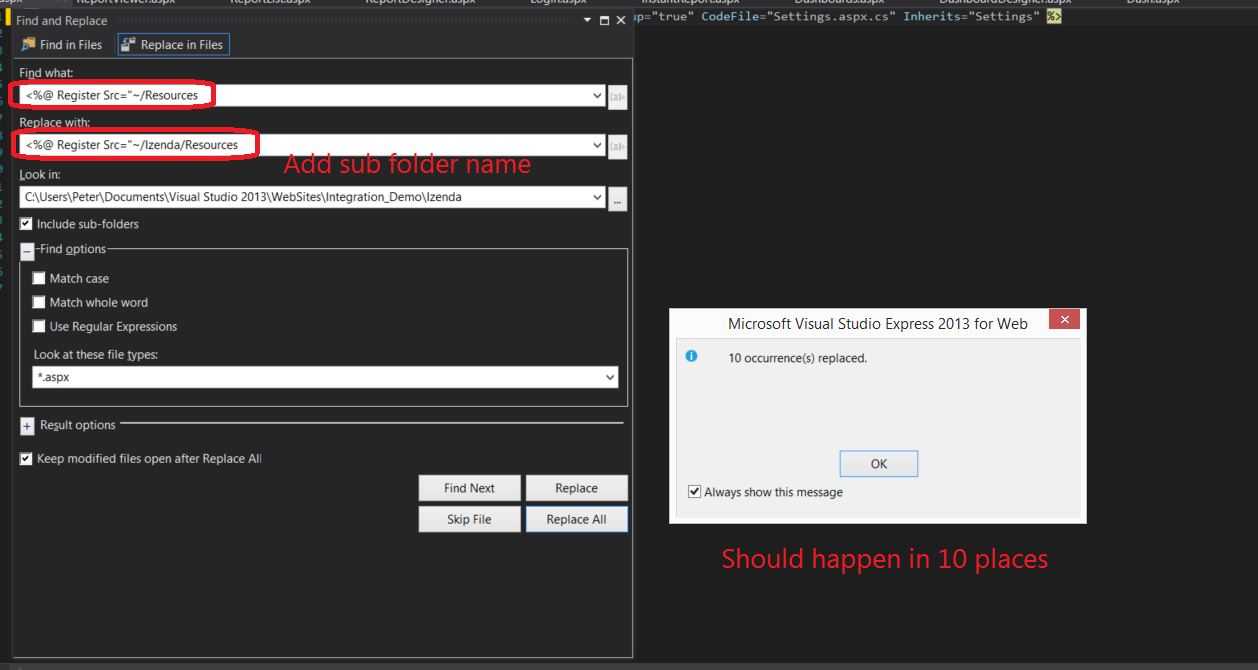 ReportViewer.aspx ReportList.aspx ReportDesigner.aspx Login.aspx InstantReport.aspx Dashboards.aspx DashboardDesigner.aspx Dash.aspx
Find and Replace
up="true" CodeFile="Settings.aspx.cs" Inherits="Settings" %>
Find in Files Replace in Files
Find what:
<%@ Register Src="~/Resources
Replace with:
<%@ Register Src="~/Izenda/Resources
Add sub folder name
Look in:
C:\Users\Peter\Documents\Visual Studio 2013\WebSites\Integration_Demo\Izenda
...
Include sub-folders
Find options
Match case
Match whole word
Use Regular Expressions
Look at these file types:
*.aspx
Result options
Keep modified files open after Replace All
Find Next Replace
Skip File Replace All
Microsoft Visual Studio Express 2013 for Web
10 occurrence(s) replaced.
OK
Always show this message
Should happen in 10 places